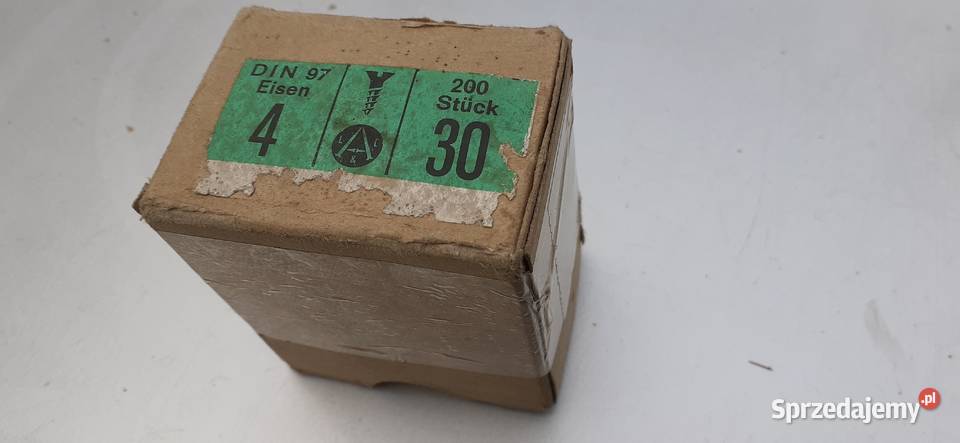 DIN 97
Eisen
4
L A L
&
200
Stück
30
Sprzedajemy.pl